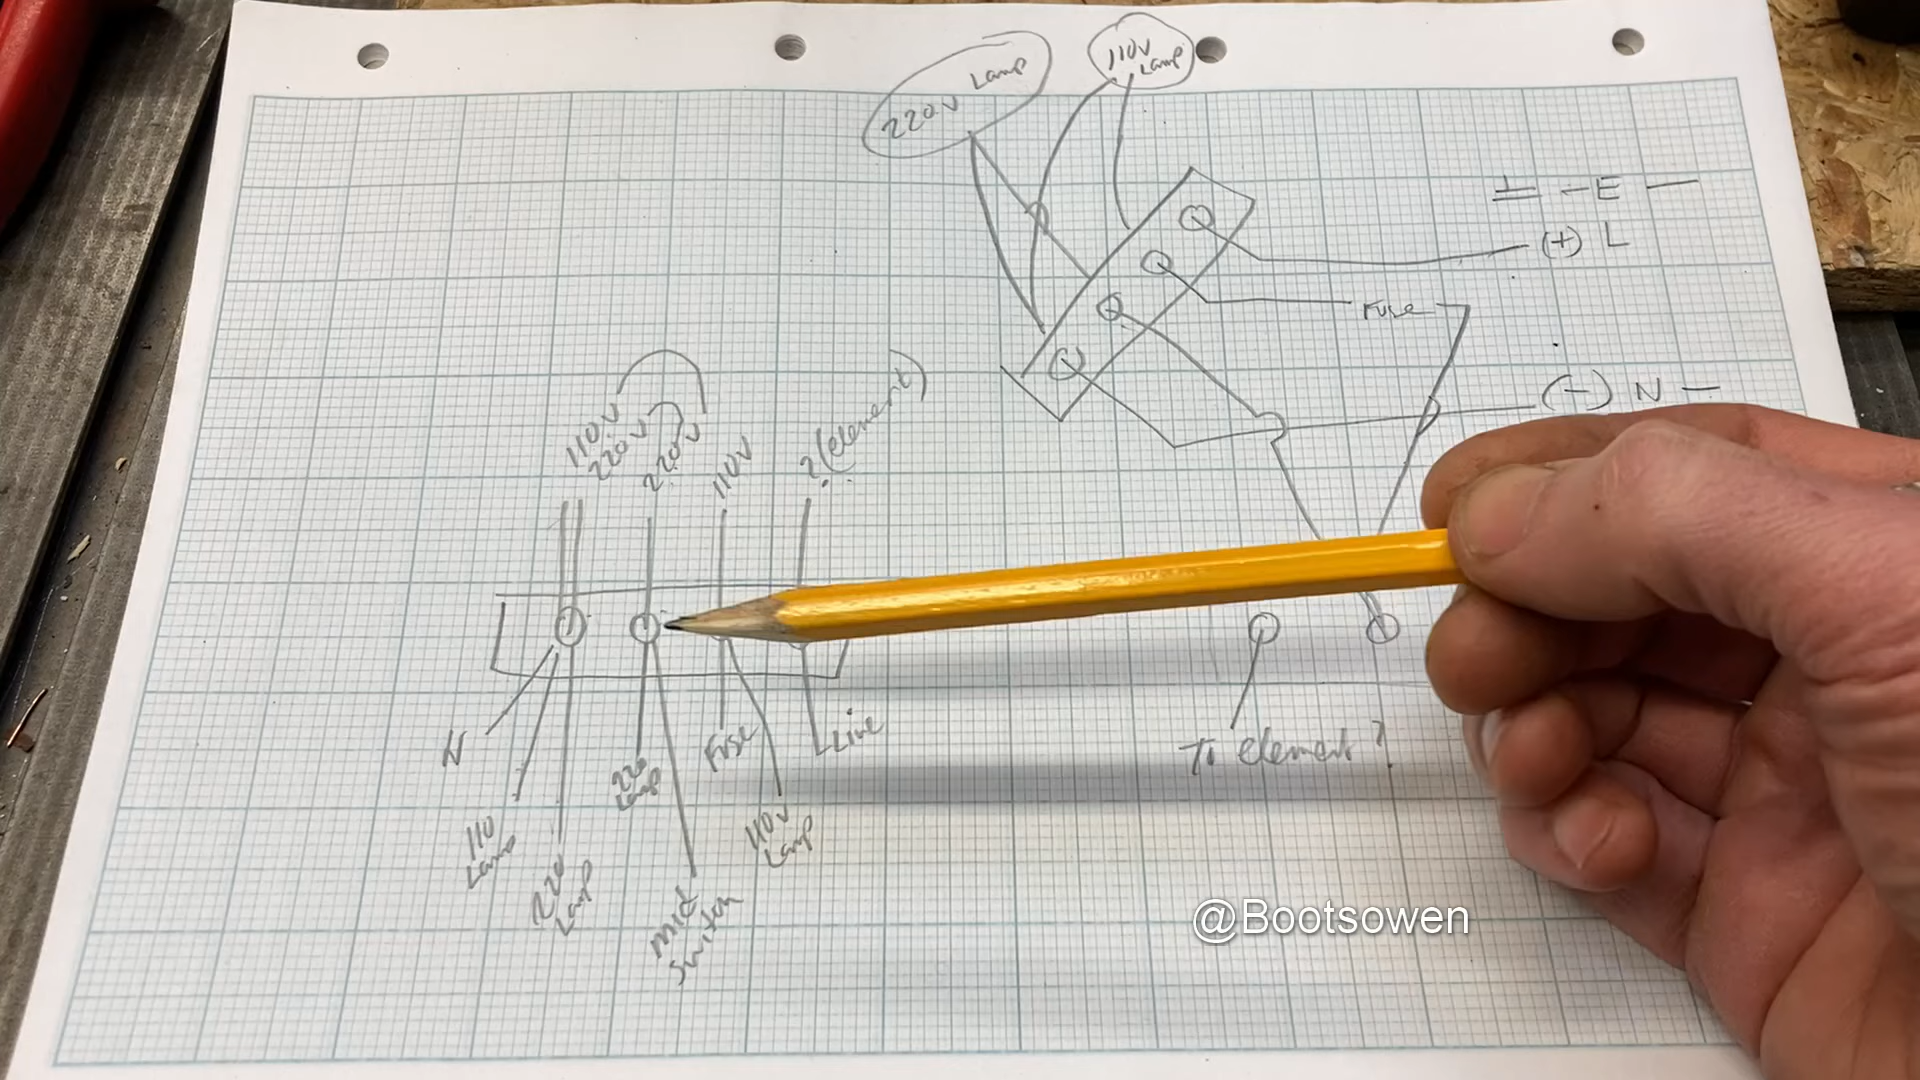 220V Lamp
110V
Lamp
E
(+) L
Fuse
(-) N
110V
220V
220V
110V
? (element)
N
110
Lamp
220
Lamp
220
Lamp
mid
switch
Fuse
110V
Lamp
Live
To element?
@Bootsowen